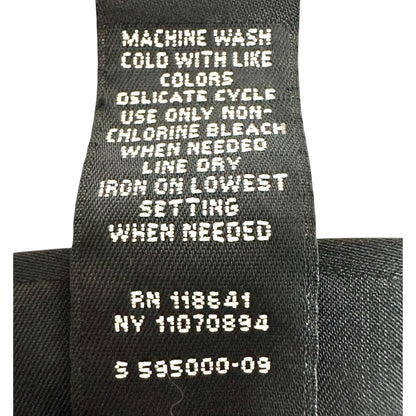 MACHINE WASH
COLD WITH LIKE
COLORS
DELICATE CYCLE
USE ONLY NON-
CHLORINE BLEACH
WHEN NEEDED
LINE DRY
IRON ON LOWEST
SETTING
WHEN NEEDED
RN 118641
NY 11070894
S 595000-09